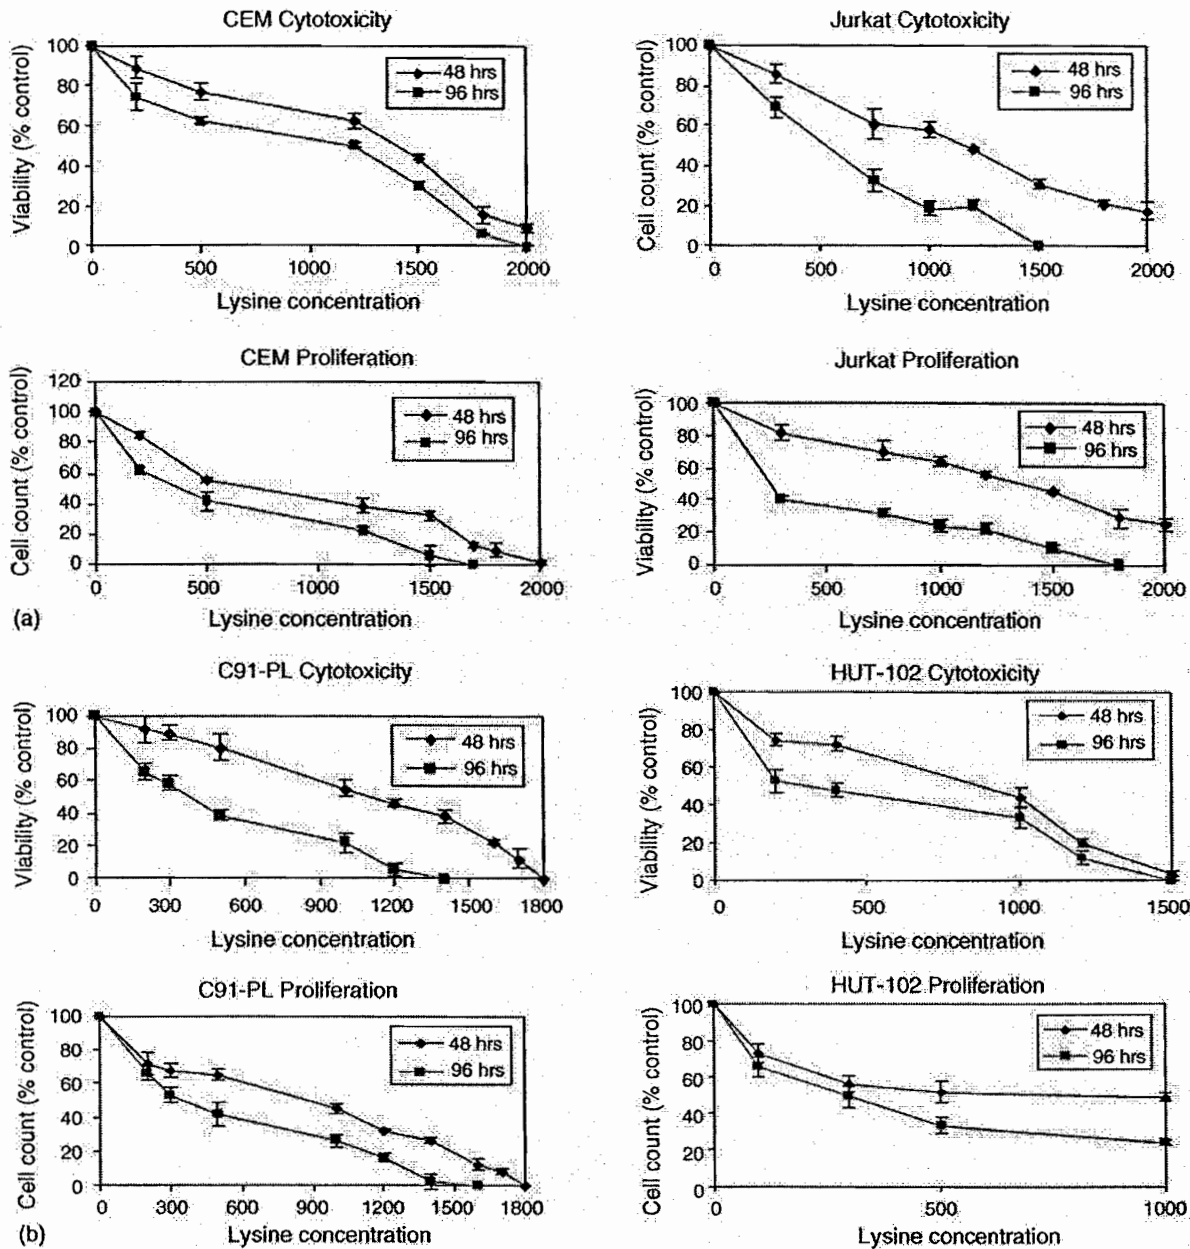 CEM Cytotoxicity
Viability (% control)
100
80
60
40
20
0
48 hrs
96 hrs
0 500 1000 1500 2000
Lysine concentration
Jurkat Cytotoxicity
Cell count (% control)
100
80
60
40
20
0
48 hrs
96 hrs
0 500 1000 1500 2000
Lysine concentration
CEM Proliferation
Cell count (% control)
120
100
80
60
40
20
0
48 hrs
96 hrs
0 500 1000 1500 2000
Lysine concentration
Jurkat Proliferation
Viability (% control)
100
80
60
40
20
0
48 hrs
96 hrs
0 500 1000 1500 2000
Lysine concentration
(a)
C91-PL Cytotoxicity
Viability (% control)
100
80
60
40
20
0
48 hrs
96 hrs
0 300 600 900 1200 1500 1800
Lysine concentration
HUT-102 Cytotoxicity
Viability (% control)
100
80
60
40
20
0
48 hrs
96 hrs
0 500 1000 1500
Lysine concentration
C91-PL Proliferation
Cell count (% control)
100
80
60
40
20
0
48 hrs
96 hrs
0 300 600 900 1200 1500 1800
Lysine concentration
HUT-102 Proliferation
Cell count (% control)
100
80
60
40
20
0
48 hrs
96 hrs
0 500 1000
Lysine concentration
(b)